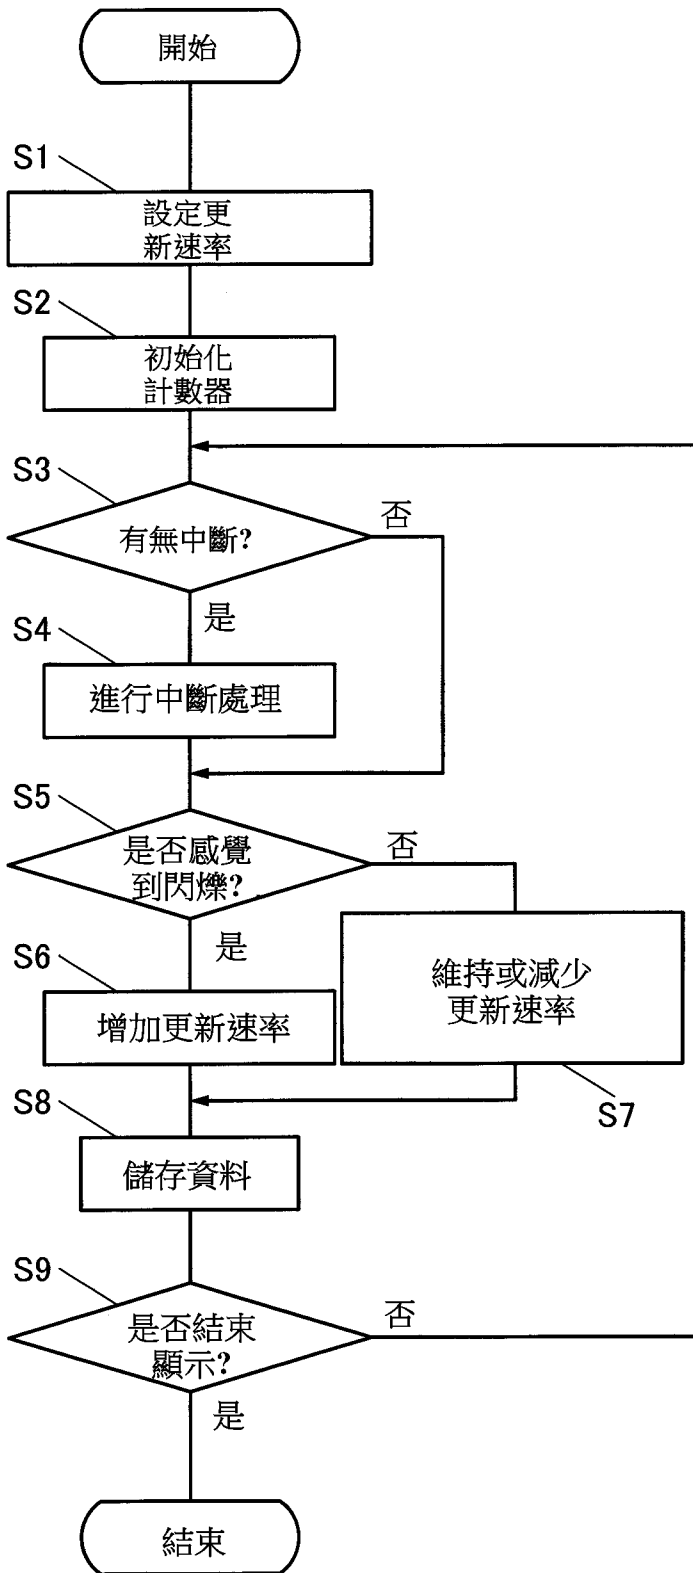 開始
S1
設定更
新速率
S2
初始化
計數器
S3
有無中斷?
否
是
S4
進行中斷處理
S5
是否感覺
到閃爍?
否
是
S6
增加更新速率
維持或減少
更新速率
S7
S8
儲存資料
S9
是否結束
顯示?
否
是
結束